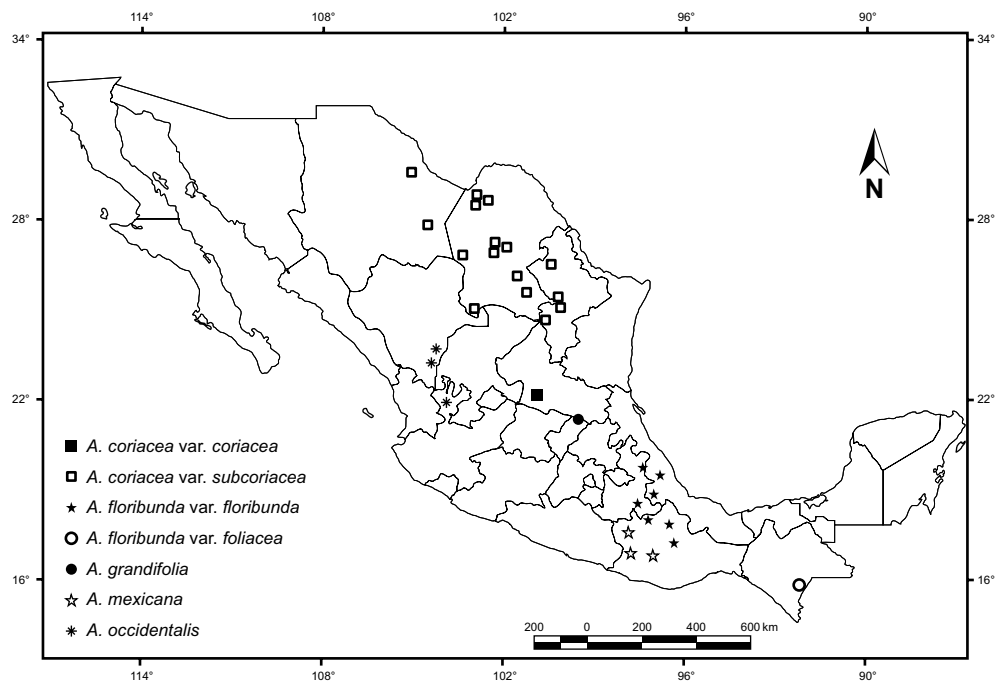 114° 108° 102° 96° 90°
34° 34°
N
28° 28°
22° 22°
A. coriacea var. coriacea
A. coriacea var. subcoriacea
A. floribunda var. floribunda
A. floribunda var. foliacea
A. grandifolia
16° 16°
A. mexicana
A. occidentalis
200 0 200 400 600 km
114° 108° 102° 96° 90°